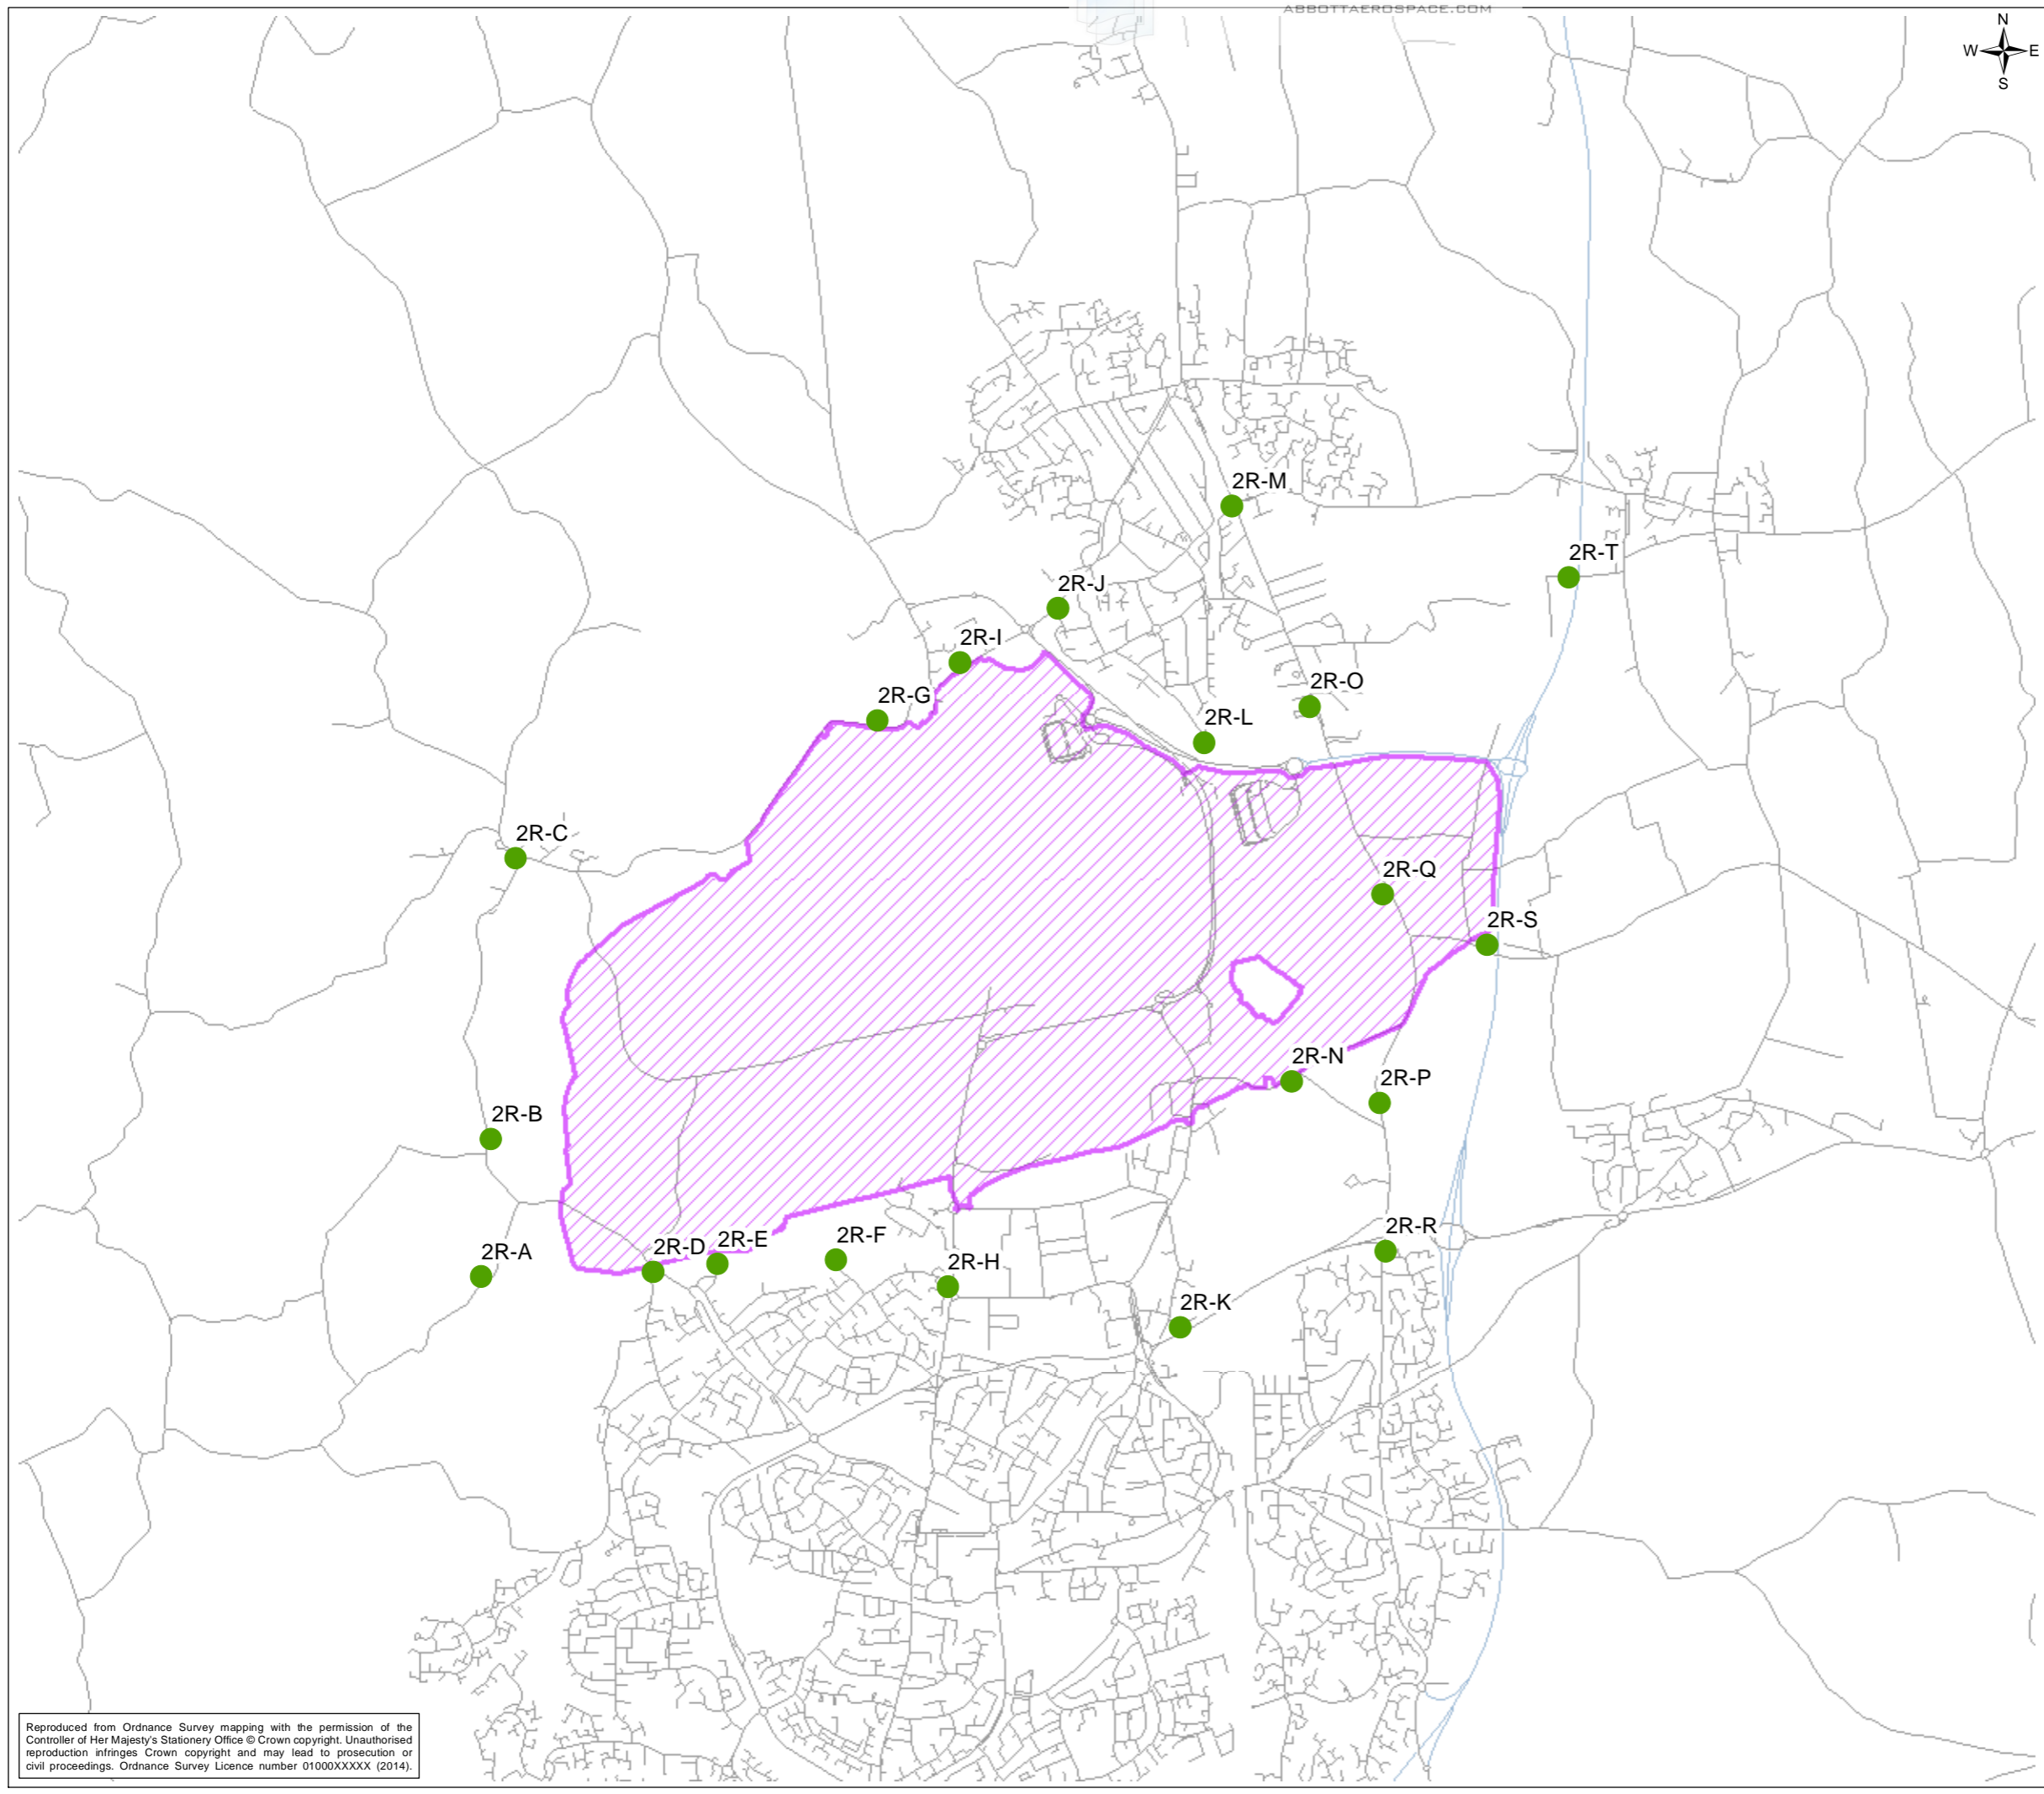 ABBOTTAEROSPACE.COM
N
W E
S
2R-M
2R-T
2R-J
2R-I
2R-O
2R-G
2R-L
2R-C
2R-Q
2R-S
2R-N
2R-P
2R-B
2R-E
2R-R
2R-F
2R-D
2R-A
2R-H
2R-K
Reproduced from Ordnance Survey mapping with the permission of the
Controller of Her Majesty's Stationery Office © Crown copyright. Unauthorised
reproduction infringes Crown copyright and may lead to prosecution or
civil proceedings. Ordnance Survey Licence number 01000XXXXX (2014).